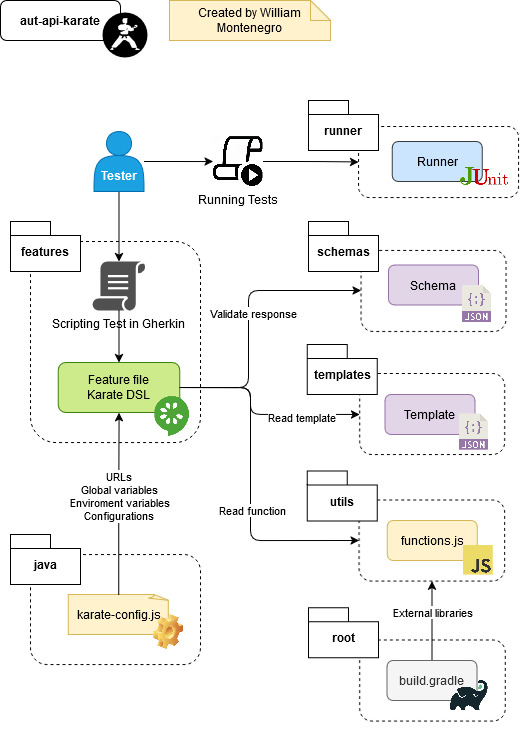 aut-api-karate
Created by William
Montenegro
runner
Tester
Running Tests
Runner
JUnit
features
Scripting Test in Gherkin
Feature file
Karate DSL
schemas
Schema
{;}
JSON
Validate response
templates
Template
{;}
JSON
Read template
URLs
Global variables
Enviroment variables
Configurations
utils
Read function
functions.js
JS
java
karate-config.js
External libraries
root
build.gradle